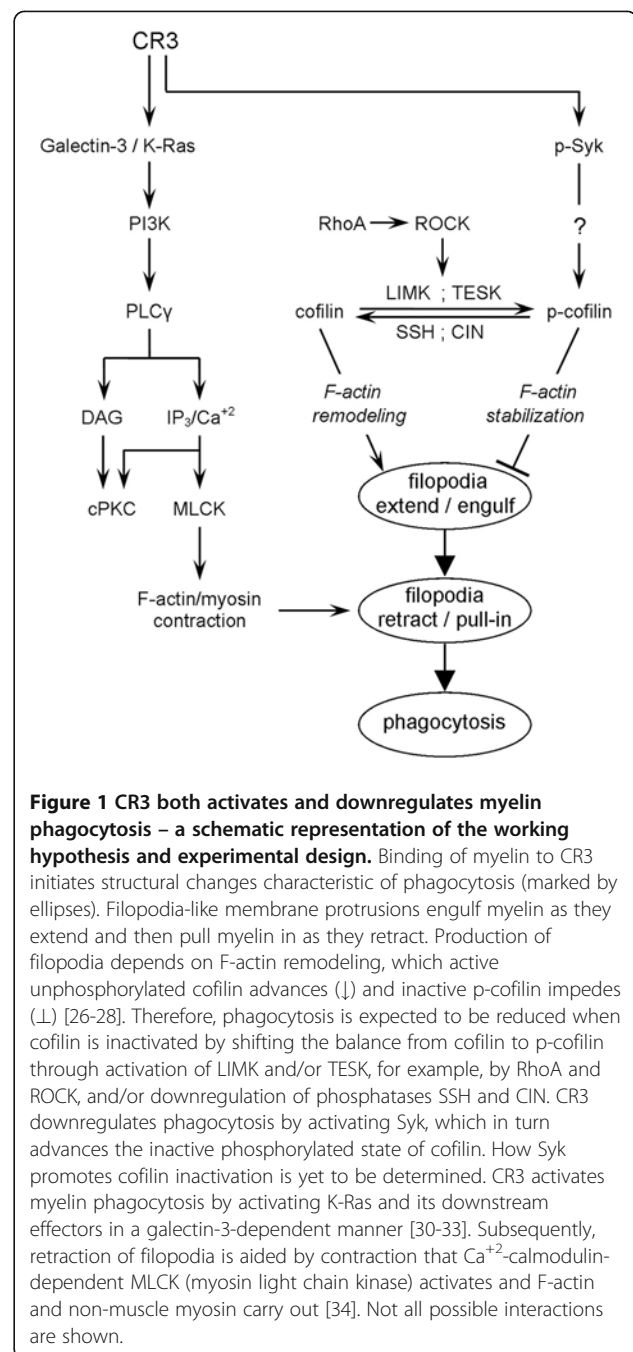 CR3
Galectin-3 / K-Ras
p-Syk
PI3K
RhoA
ROCK
?
PLCγ
LIMK ; TESK
cofilin
p-cofilin
SSH ; CIN
DAG
IP₃/Ca⁺²
F-actin
remodeling
F-actin
stabilization
cPKC
MLCK
filopodia
extend / engulf
F-actin/myosin
contraction
filopodia
retract / pull-in
phagocytosis
Figure 1 CR3 both activates and downregulates myelin
phagocytosis – a schematic representation of the working
hypothesis and experimental design. Binding of myelin to CR3
initiates structural changes characteristic of phagocytosis (marked by
ellipses). Filopodia-like membrane protrusions engulf myelin as they
extend and then pull myelin in as they retract. Production of
filopodia depends on F-actin remodeling, which active
unphosphorylated cofilin advances (↓) and inactive p-cofilin impedes
(⊥) [26-28]. Therefore, phagocytosis is expected to be reduced when
cofilin is inactivated by shifting the balance from cofilin to p-cofilin
through activation of LIMK and/or TESK, for example, by RhoA and
ROCK, and/or downregulation of phosphatases SSH and CIN. CR3
downregulates phagocytosis by activating Syk, which in turn
advances the inactive phosphorylated state of cofilin. How Syk
promotes cofilin inactivation is yet to be determined. CR3 activates
myelin phagocytosis by activating K-Ras and its downstream
effectors in a galectin-3-dependent manner [30-33]. Subsequently,
retraction of filopodia is aided by contraction that Ca⁺²-calmodulin-
dependent MLCK (myosin light chain kinase) activates and F-actin
and non-muscle myosin carry out [34]. Not all possible interactions
are shown.